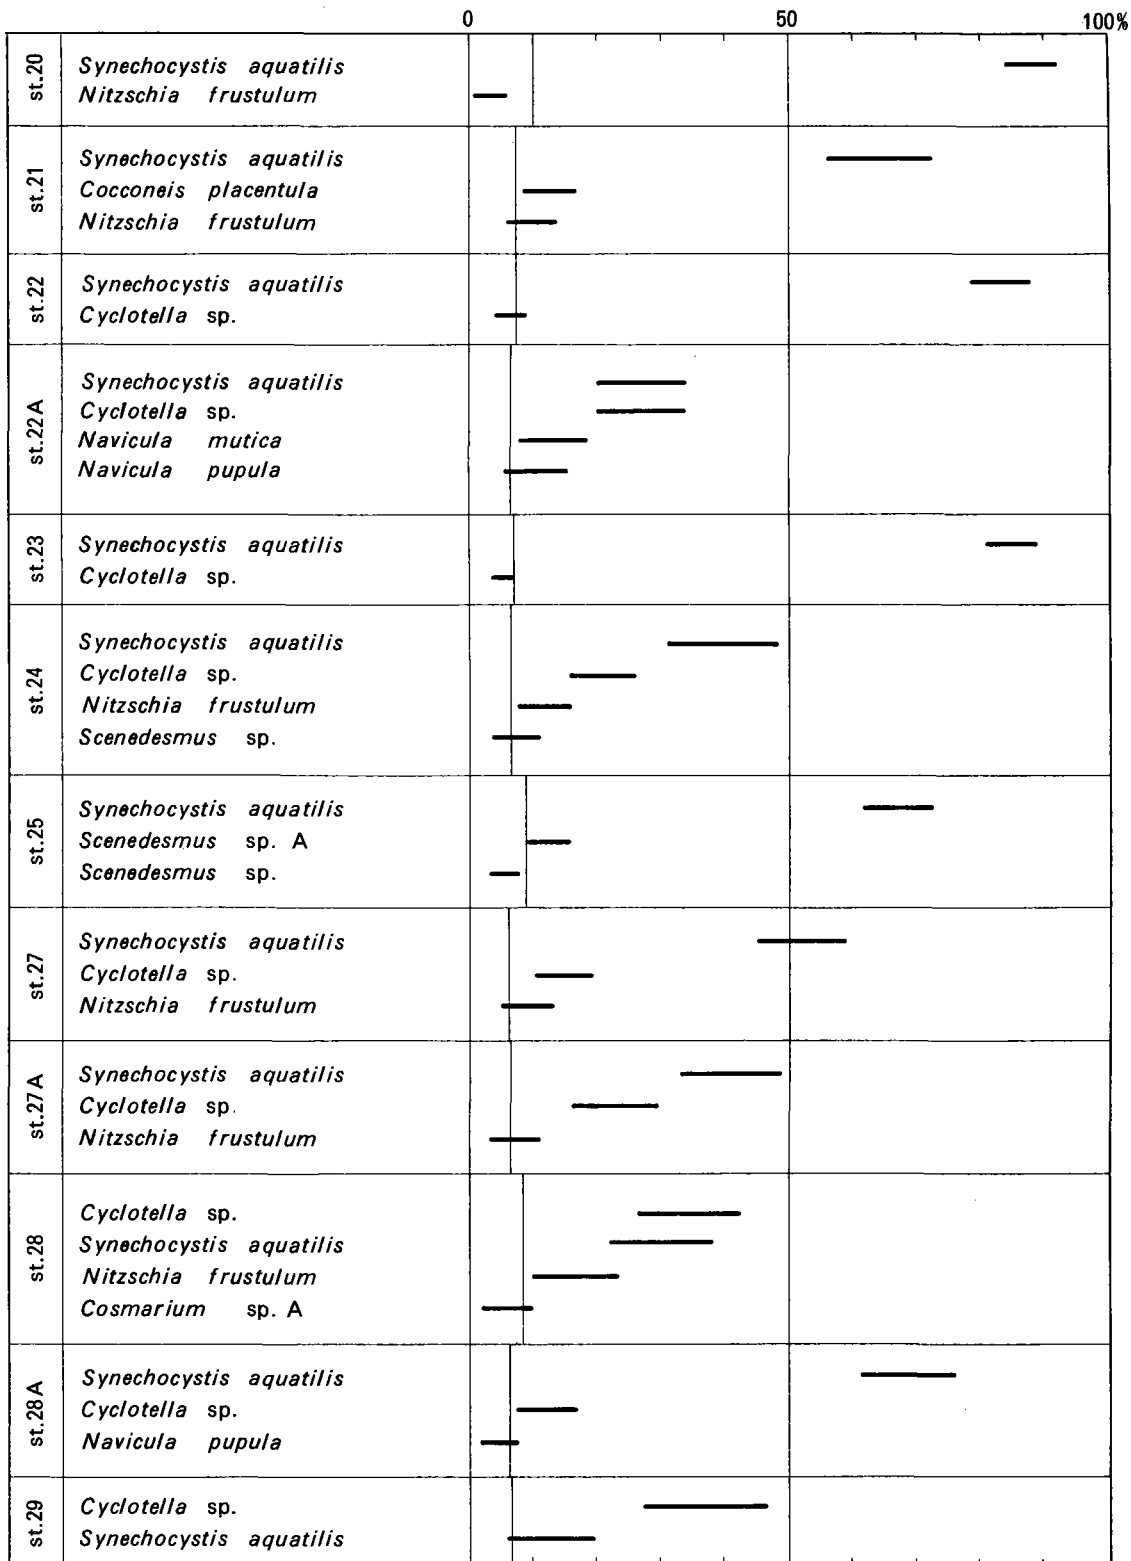 0 50 100%
st.20
Synechocystis aquatilis
Nitzschia frustulum
st.21
Synechocystis aquatilis
Cocconeis placentula
Nitzschia frustulum
st.22
Synechocystis aquatilis
Cyclotella sp.
st.22A
Synechocystis aquatilis
Cyclotella sp.
Navicula mutica
Navicula pupula
st.23
Synechocystis aquatilis
Cyclotella sp.
st.24
Synechocystis aquatilis
Cyclotella sp.
Nitzschia frustulum
Scenedesmus sp.
st.25
Synechocystis aquatilis
Scenedesmus sp. A
Scenedesmus sp.
st.27
Synechocystis aquatilis
Cyclotella sp.
Nitzschia frustulum
st.27A
Synechocystis aquatilis
Cyclotella sp.
Nitzschia frustulum
st.28
Cyclotella sp.
Synechocystis aquatilis
Nitzschia frustulum
Cosmarium sp. A
st.28A
Synechocystis aquatilis
Cyclotella sp.
Navicula pupula
st.29
Cyclotella sp.
Synechocystis aquatilis